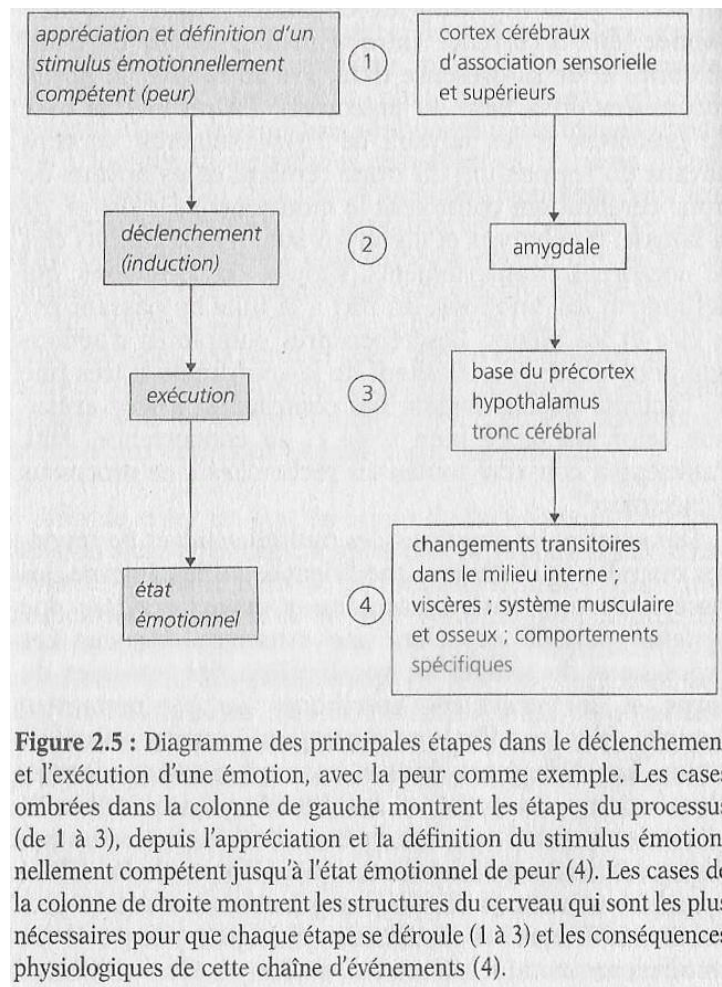 appréciation et définition d'un
stimulus émotionnellement
compétent (peur)
1
cortex cérébraux
d'association sensorielle
et supérieurs
déclenchement
(induction)
2
amygdale
exécution
3
base du précortex
hypothalamus
tronc cérébral
état
émotionnel
4
changements transitoires
dans le milieu interne ;
viscères ; système musculaire
et osseux ; comportements
spécifiques
Figure 2.5 : Diagramme des principales étapes dans le déclenchemen
et l'exécution d'une émotion, avec la peur comme exemple. Les cases
ombrées dans la colonne de gauche montrent les étapes du processus
(de 1 à 3), depuis l'appréciation et la définition du stimulus émotion
nellement compétent jusqu'à l'état émotionnel de peur (4). Les cases de
la colonne de droite montrent les structures du cerveau qui sont les plus
nécessaires pour que chaque étape se déroule (1 à 3) et les conséquences
physiologiques de cette chaîne d'événements (4).